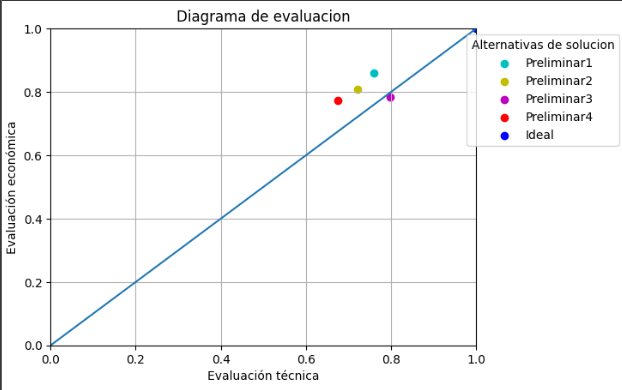 Diagrama de evaluacion
1.0
0.8
0.6
0.4
0.2
0.0
Evaluación económica
0.0 0.2 0.4 0.6 0.8 1.0
Evaluación técnica
Alternativas de solucion
Preliminar1
Preliminar2
Preliminar3
Preliminar4
Ideal